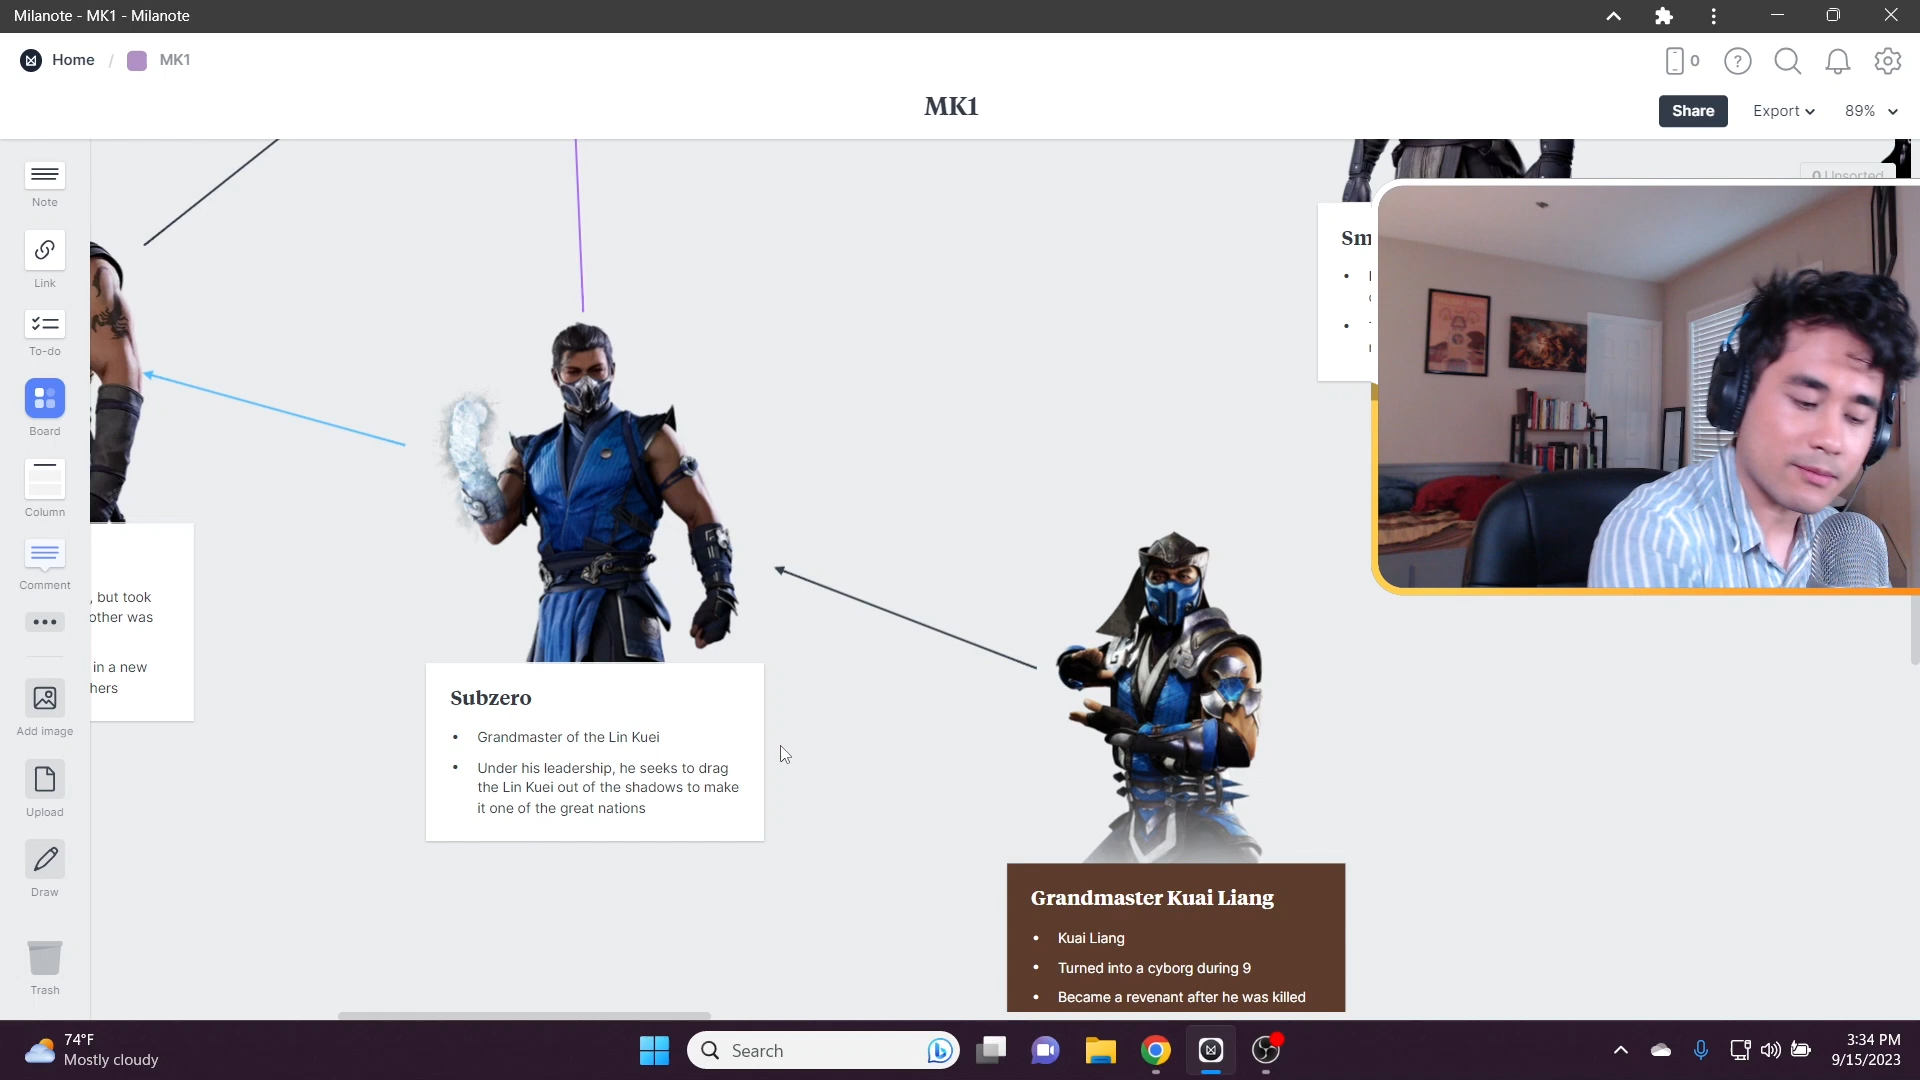 Milanote - MK1 - Milanote
Home / MK1
0
MK1
Share
Export
89%
Note
0 Unsorted
Link
To-do
Board
Column
Comment
Add image
Upload
Draw
Trash
, but took
other was
in a new
hers
Subzero
• Grandmaster of the Lin Kuei
• Under his leadership, he seeks to drag
the Lin Kuei out of the shadows to make
it one of the great nations
Sm
Grandmaster Kuai Liang
• Kuai Liang
• Turned into a cyborg during 9
• Became a revenant after he was killed
74°F
Mostly cloudy
Search
3:34 PM
9/15/2023